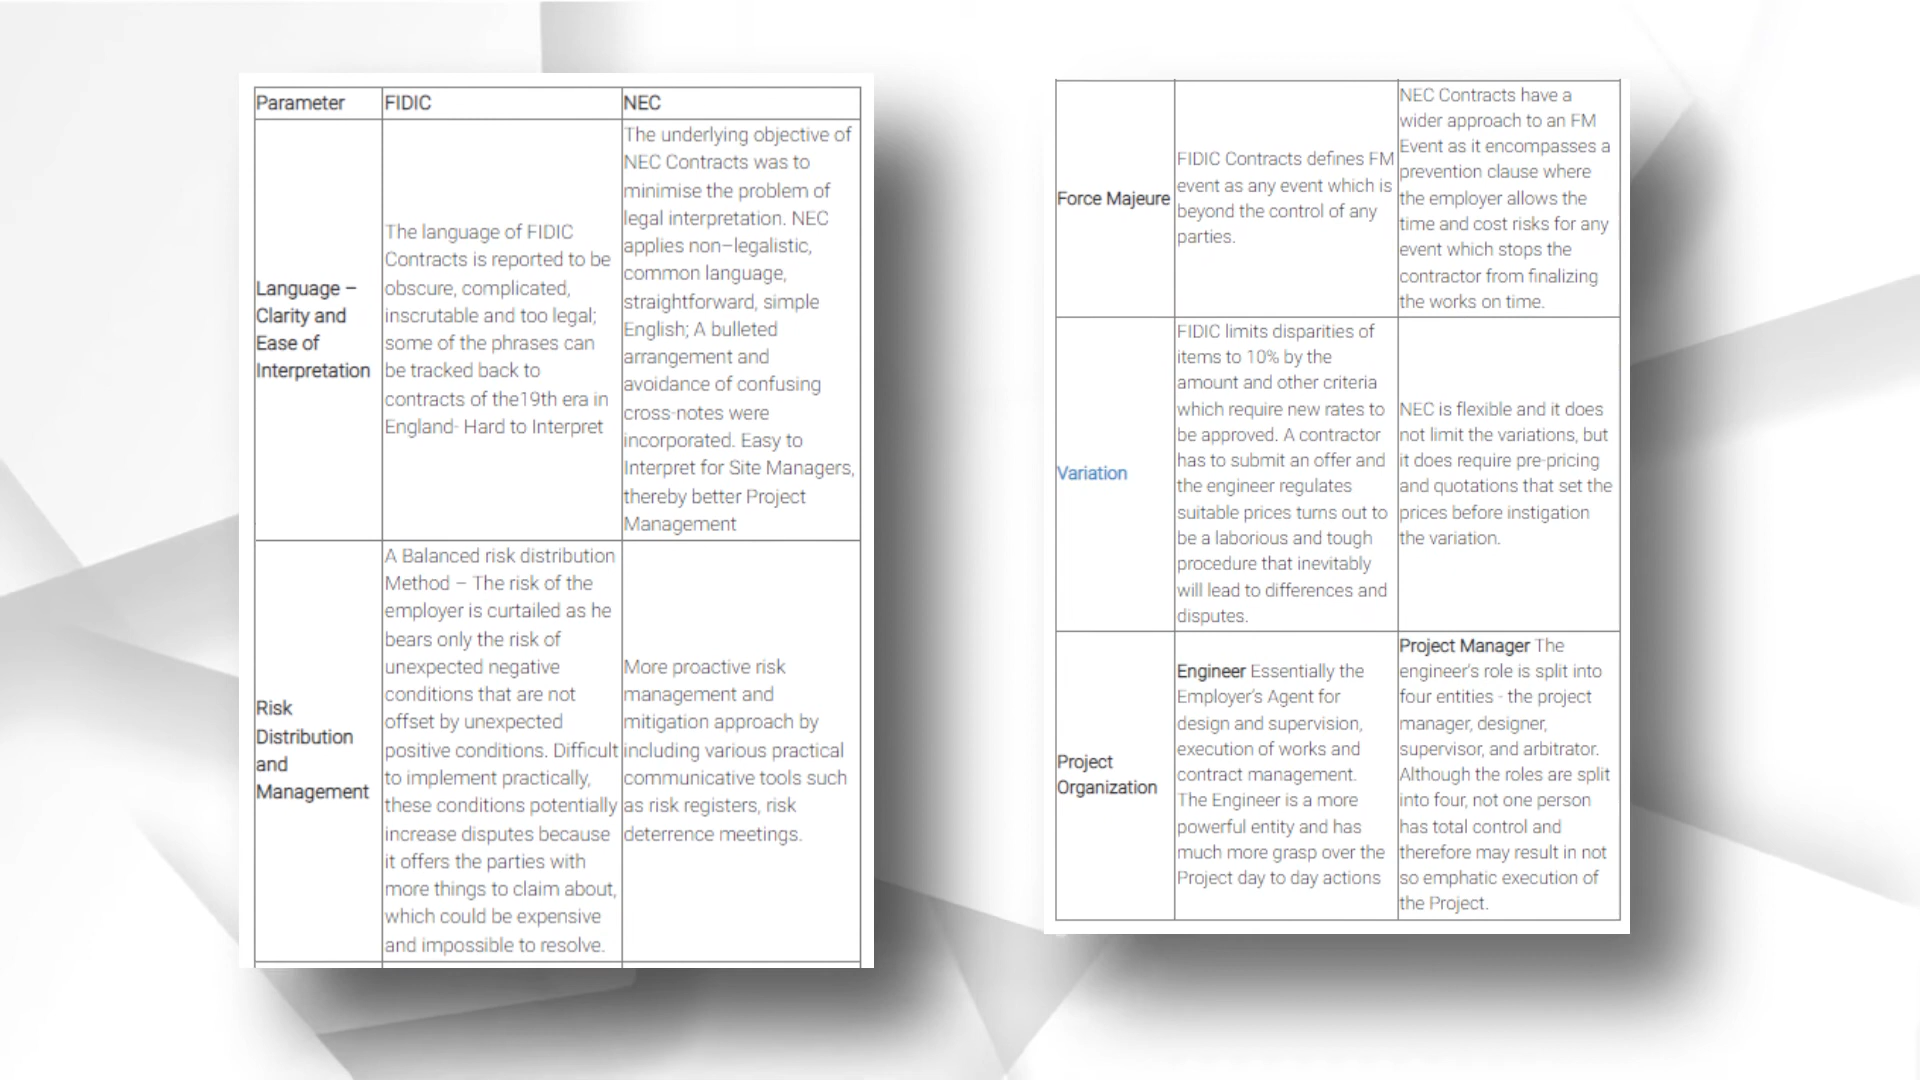 Parameter
FIDIC
NEC
Language –
Clarity and
Ease of
Interpretation
The language of FIDIC
Contracts is reported to be
obscure, complicated,
inscrutable and too legal;
some of the phrases can
be tracked back to
contracts of the19th era in
England- Hard to Interpret
The underlying objective of
NEC Contracts was to
minimise the problem of
legal interpretation. NEC
applies non–legalistic,
common language,
straightforward, simple
English; A bulleted
arrangement and
avoidance of confusing
cross-notes were
incorporated. Easy to
Interpret for Site Managers,
thereby better Project
Management
Risk
Distribution
and
Management
A Balanced risk distribution
Method – The risk of the
employer is curtailed as he
bears only the risk of
unexpected negative
conditions that are not
offset by unexpected
positive conditions. Difficult
to implement practically,
these conditions potentially
increase disputes because
it offers the parties with
more things to claim about,
which could be expensive
and impossible to resolve.
More proactive risk
management and
mitigation approach by
including various practical
communicative tools such
as risk registers, risk
deterrence meetings.
Force Majeure
FIDIC Contracts defines FM
event as any event which is
beyond the control of any
parties.
NEC Contracts have a
wider approach to an FM
Event as it encompasses a
prevention clause where
the employer allows the
time and cost risks for any
event which stops the
contractor from finalizing
the works on time.
Variation
FIDIC limits disparities of
items to 10% by the
amount and other criteria
which require new rates to
be approved. A contractor
has to submit an offer and
the engineer regulates
suitable prices turns out to
be a laborious and tough
procedure that inevitably
will lead to differences and
disputes.
NEC is flexible and it does
not limit the variations, but
it does require pre-pricing
and quotations that set the
prices before instigation
the variation.
Project
Organization
Engineer Essentially the
Employer's Agent for
design and supervision,
execution of works and
contract management.
The Engineer is a more
powerful entity and has
much more grasp over the
Project day to day actions
Project Manager The
engineer's role is split into
four entities - the project
manager, designer,
supervisor, and arbitrator.
Although the roles are split
into four, not one person
has total control and
therefore may result in not
so emphatic execution of
the Project.